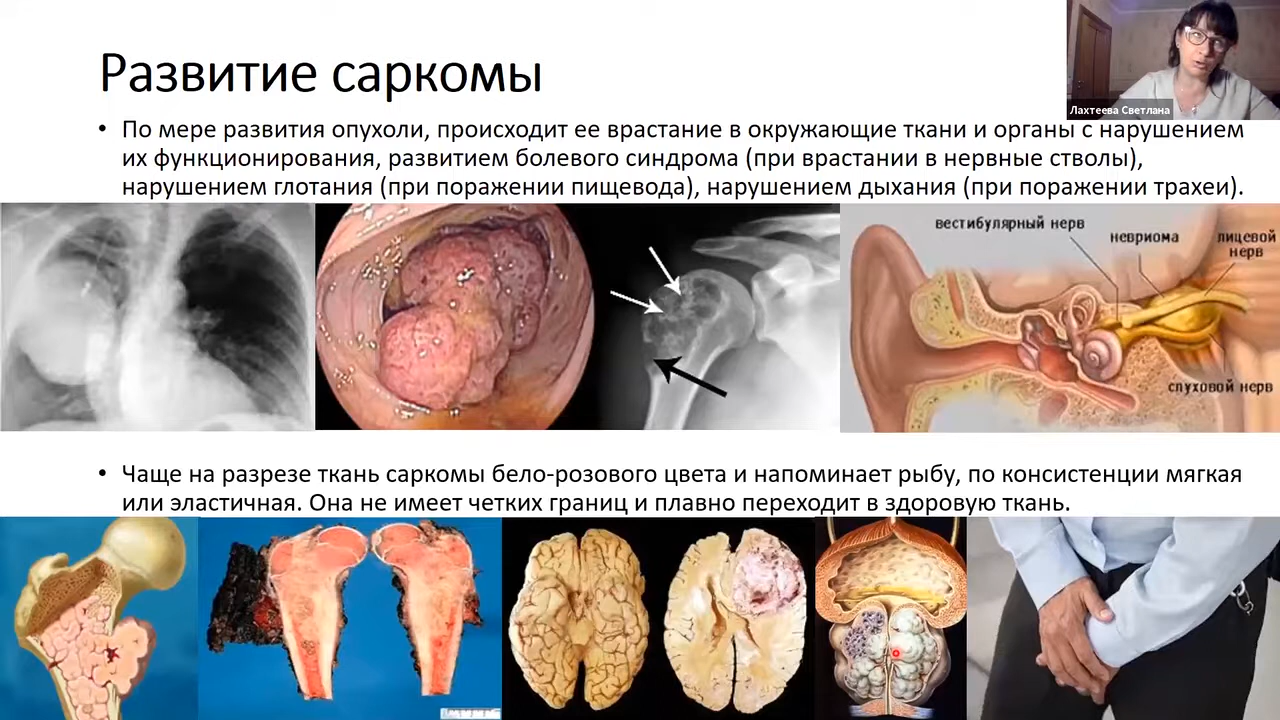 Развитие саркомы
Лахтеева Светлана
• По мере развития опухоли, происходит ее врастание в окружающие ткани и органы с нарушением
их функционирования, развитием болевого синдрома (при врастании в нервные стволы),
нарушением глотания (при поражении пищевода), нарушением дыхания (при поражении трахеи).
вестибулярный нерв
невриома
лицевой
нерв
слуховой нерв
• Чаще на разрезе ткань саркомы бело-розового цвета и напоминает рыбу, по консистенции мягкая
или эластичная. Она не имеет четких границ и плавно переходит в здоровую ткань.